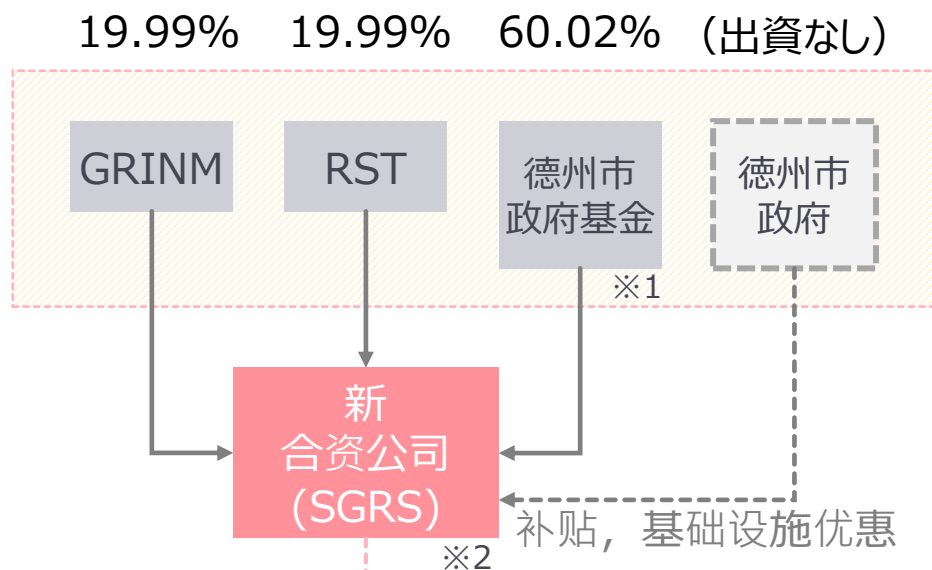 19.99% 19.99% 60.02% （出資なし）
GRINM
RST
德州市
政府基金
徳州市
政府
※1
新
合资公司
(SGRS)
补贴，基础设施优惠
※2